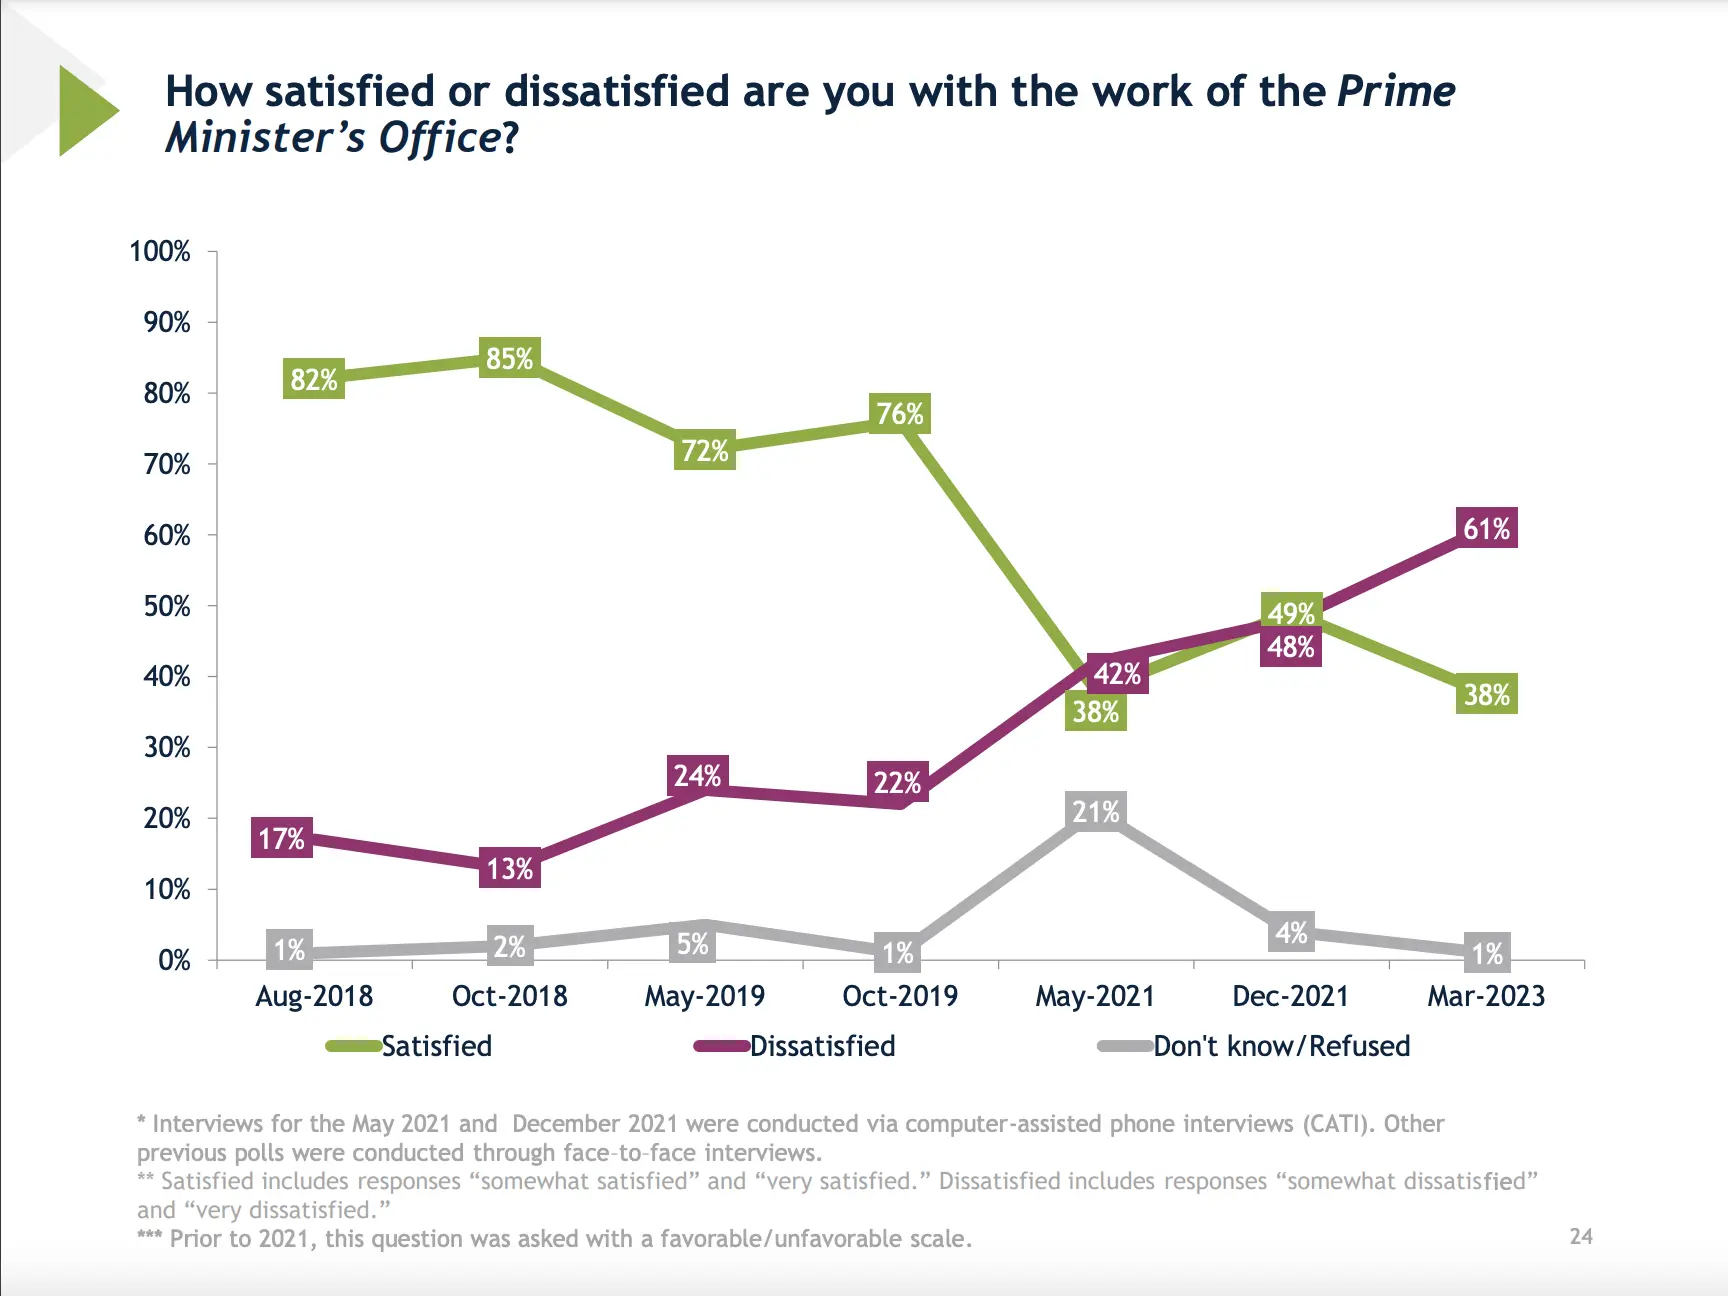 How satisfied or dissatisfied are you with the work of the Prime
Minister’s Office?
100%
90%
80%
70%
60%
50%
40%
30%
20%
10%
0%
82%
85%
72%
76%
38%
49%
38%
17%
13%
24%
22%
42%
48%
61%
1%
2%
5%
1%
21%
4%
1%
Aug-2018
Oct-2018
May-2019
Oct-2019
May-2021
Dec-2021
Mar-2023
Satisfied
Dissatisfied
Don't know/Refused
* Interviews for the May 2021 and  December 2021 were conducted via computer-assisted phone interviews (CATI). Other
previous polls were conducted through face-to-face interviews.
** Satisfied includes responses “somewhat satisfied” and “very satisfied.” Dissatisfied includes responses “somewhat dissatisfied”
and “very dissatisfied.”
*** Prior to 2021, this question was asked with a favorable/unfavorable scale.
24